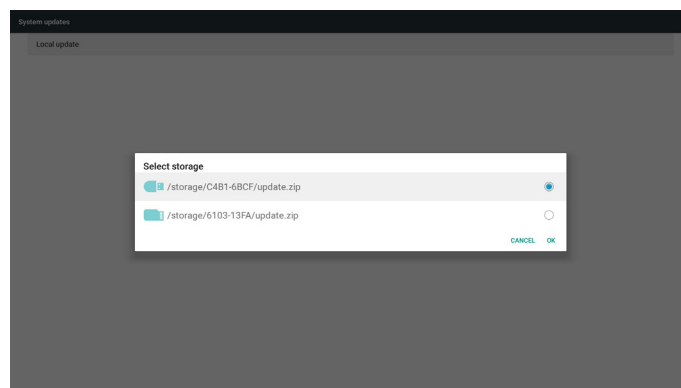 System updates
Local update
Select storage
/storage/C4B1-6BCF/update.zip
/storage/6103-13FA/update.zip
CANCEL OK